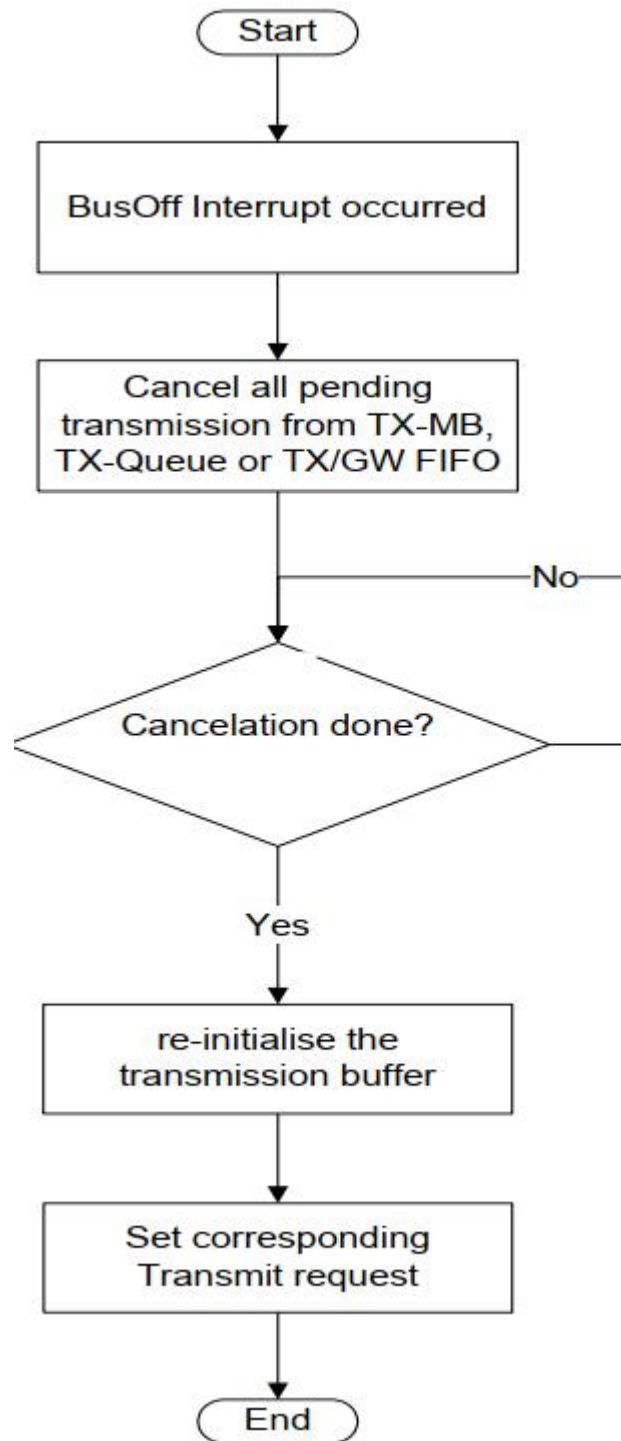 Start
BusOff Interrupt occurred
Cancel all pending
transmission from TX-MB,
TX-Queue or TX/GW FIFO
No
Cancelation done?
Yes
re-initialise the
transmission buffer
Set corresponding
Transmit request
End